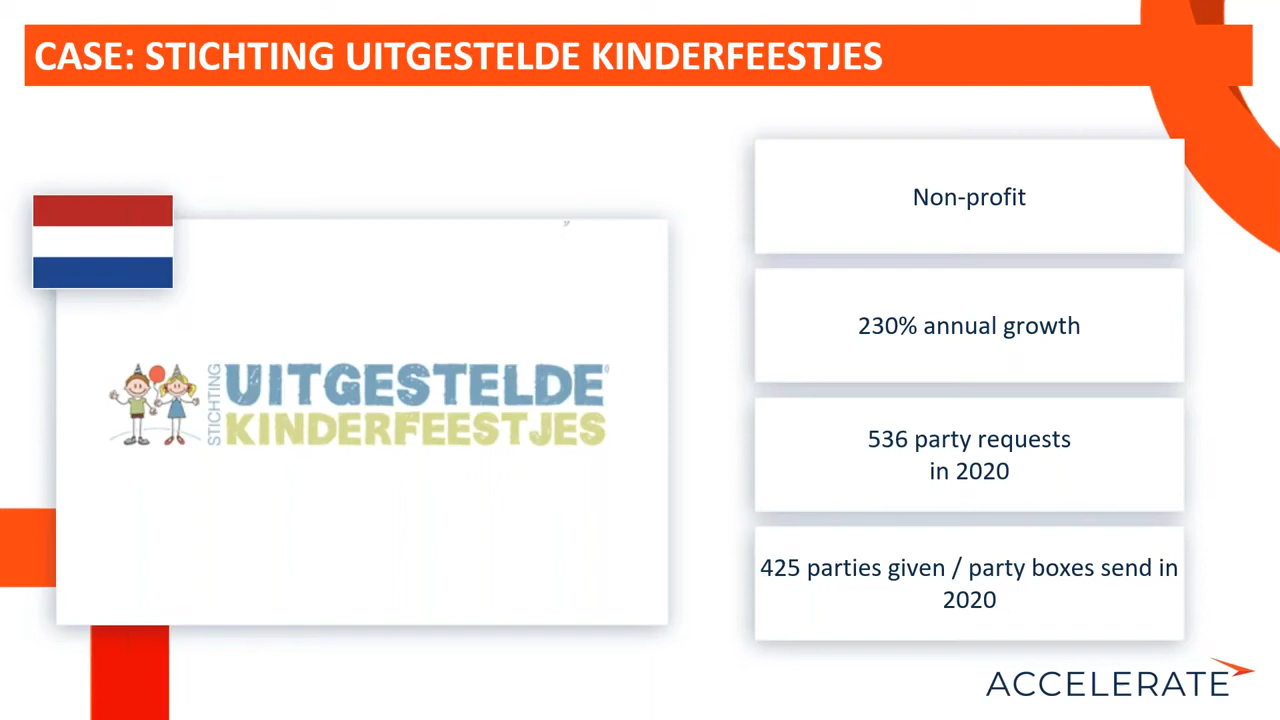 CASE: STICHTING UITGESTELDE KINDERFEESTJES
STICHTING
UITGESTELDE
KINDERFEESTJES
Non-profit
230% annual growth
536 party requests
in 2020
425 parties given / party boxes send in
2020
ACCELERATE